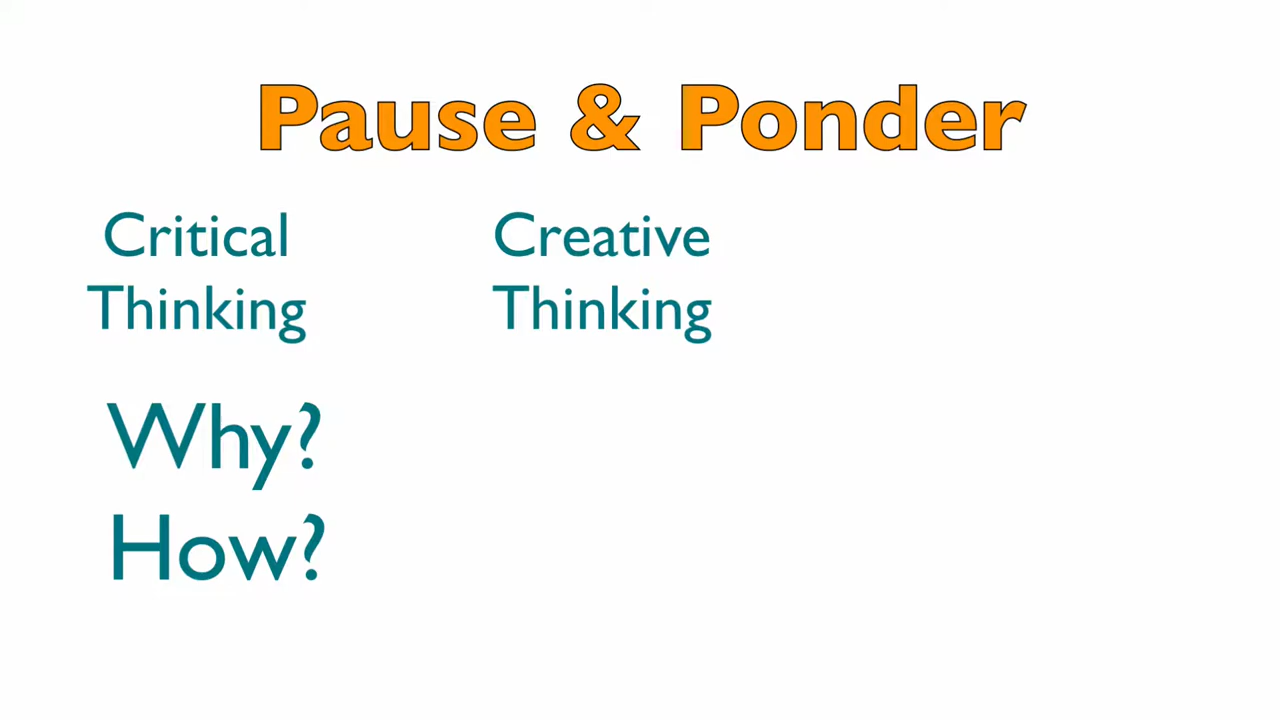 Pause & Ponder
Critical
Thinking
Creative
Thinking
Why?
How?